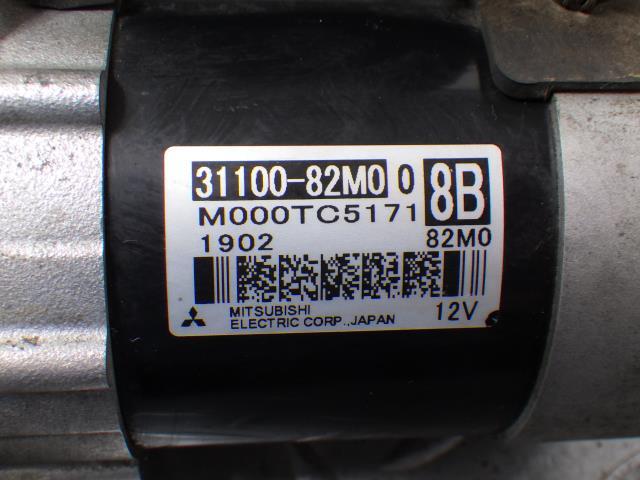 31100-82M0 0 8B
M000TC5171
1902 82M0
MITSUBISHI
ELECTRIC CORP.,JAPAN 12V